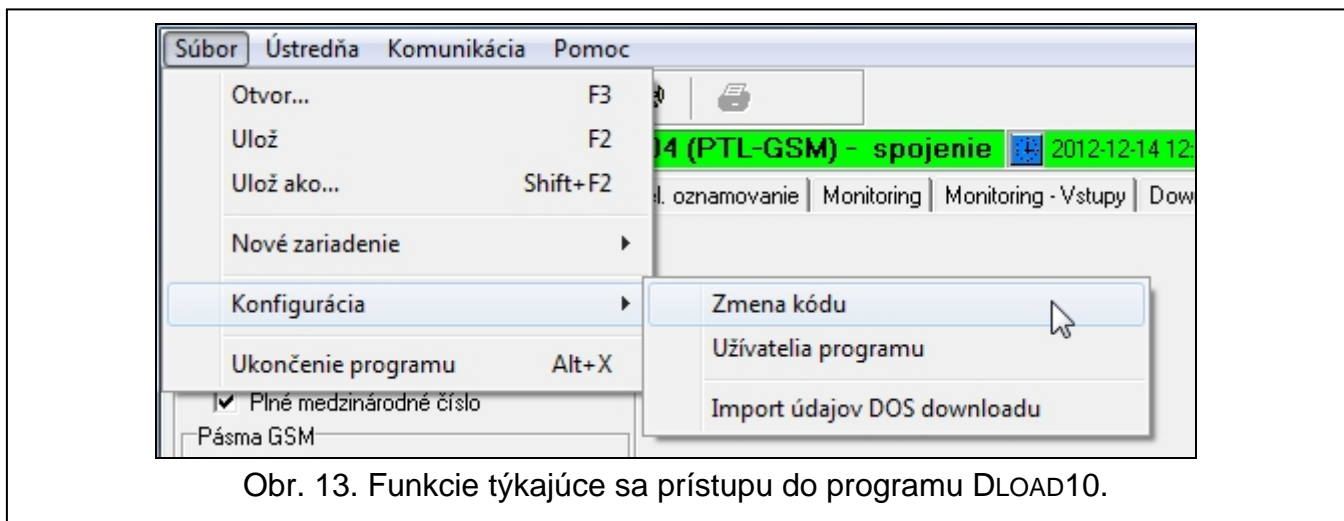 Súbor Ústredňa Komunikácia Pomoc
Otvor... F3
Ulož F2
04 (PTL-GSM) - spojenie 2012-12-14 12:
Ulož ako... Shift+F2
el. oznamovanie Monitoring Monitoring - Vstupy Dow
Nové zariadenie
Konfigurácia
Zmena kódu
Užívatelia programu
Ukončenie programu Alt+X
Plné medzinárodné číslo
Import údajov DOS downloadu
Pásma GSM
Obr. 13. Funkcie týkajúce sa prístupu do programu DLOAD10.